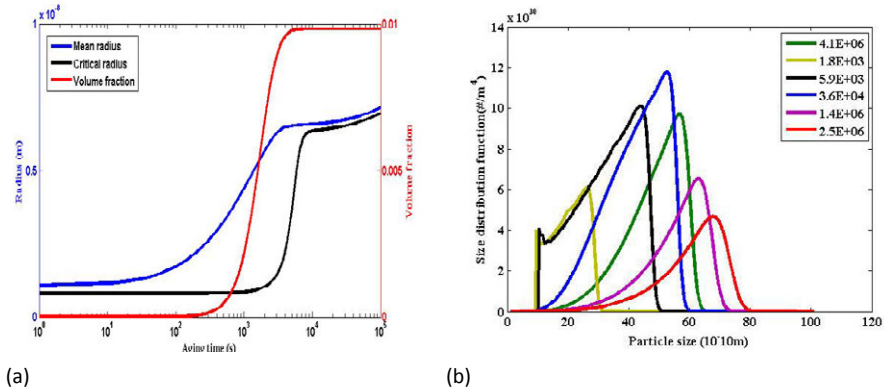 x 10⁻⁸
1
0.5
0
Radius (m)
Mean radius
Critical radius
Volume fraction
0.01
0.005
0
Volume fraction
10⁰ 10¹ 10² 10³ 10⁴ 10⁵
Aging time (s)
(a)
x 10³⁰
14
12
10
8
6
4
2
0
Size distribution function(#/m⁴)
4.1E+06
1.8E+03
5.9E+03
3.6E+04
1.4E+06
2.5E+06
0 20 40 60 80 100 120
Particle size (10⁻10m)
(b)